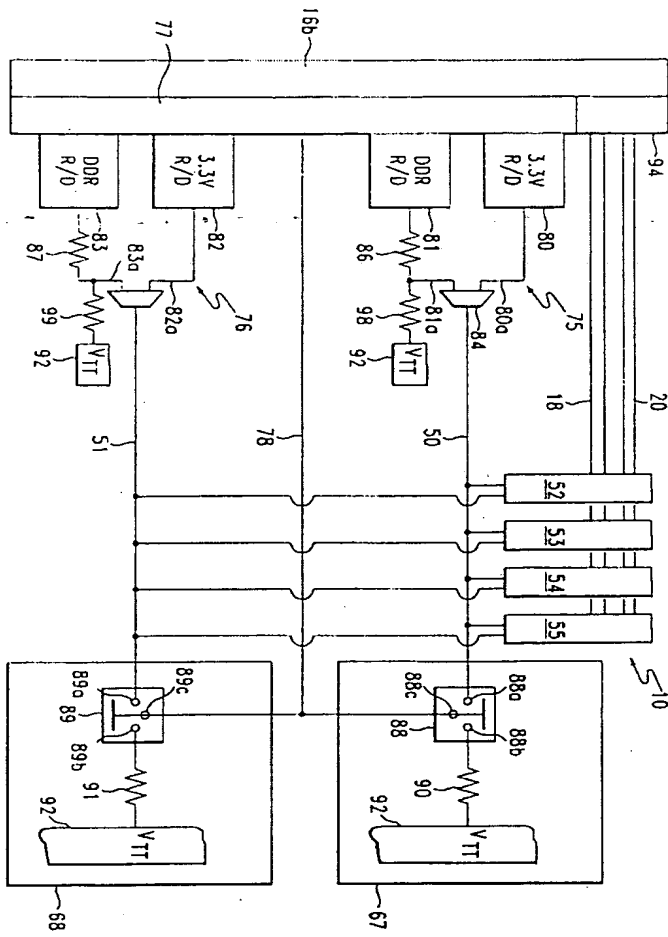 94
20
10
16b
77
75
18
52
53
54
55
3.3V
R/D
80
80a
84
50
88a
88b
88c
88
90
92
VTT
67
DDR
R/D
81
86
81a
98
92
VTT
78
76
3.3V
R/D
82
82a
51
89a
89c
89
89b
91
92
VTT
68
DDR
R/D
83
87
83a
99
92
VTT